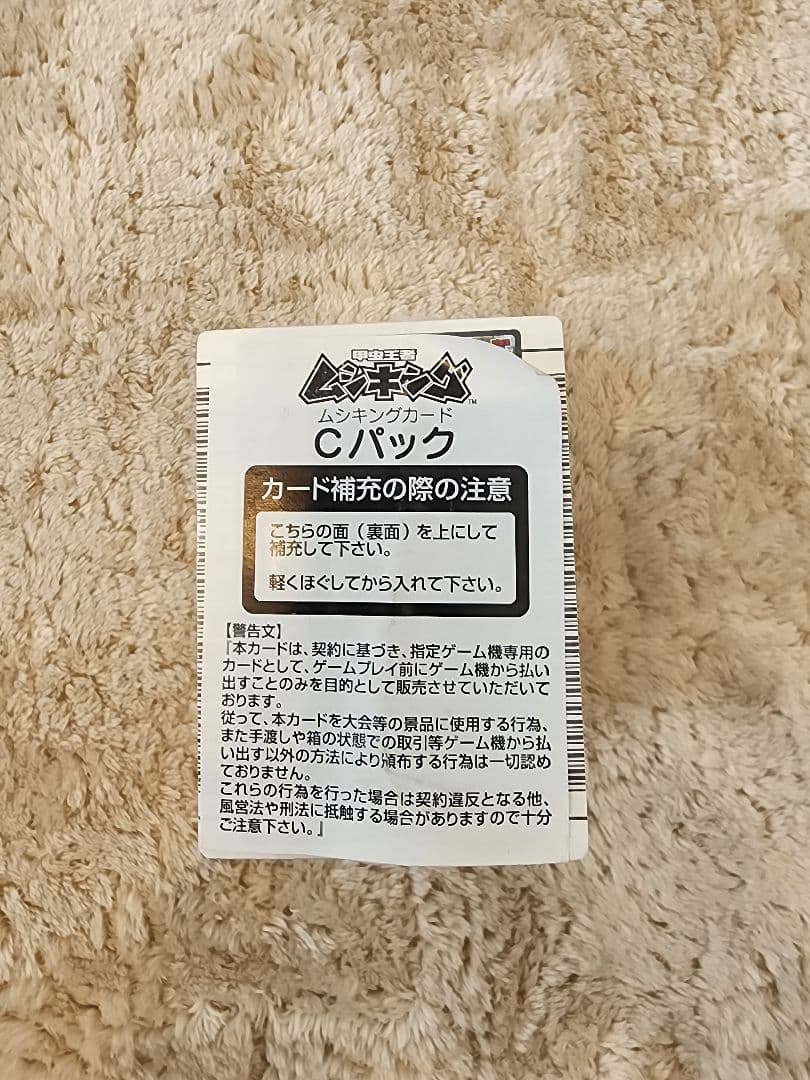 甲虫王者
ムシキング™
ムシキングカード
Cパック
カード補充の際の注意
こちらの面（裏面）を上にして
補充して下さい。
軽くほぐしてから入れて下さい。
【警告文】
『本カードは、契約に基づき、指定ゲーム機専用の
カードとして、ゲームプレイ前にゲーム機から払い
出すことのみを目的として販売させていただいて
おります。
従って、本カードを大会等の景品に使用する行為、
また手渡しや箱の状態での取引等ゲーム機から払
い出す以外の方法により頒布する行為は一切認め
ておりません。
これらの行為を行った場合は契約違反となる他、
風営法や刑法に抵触する場合がありますので十分
ご注意下さい。』